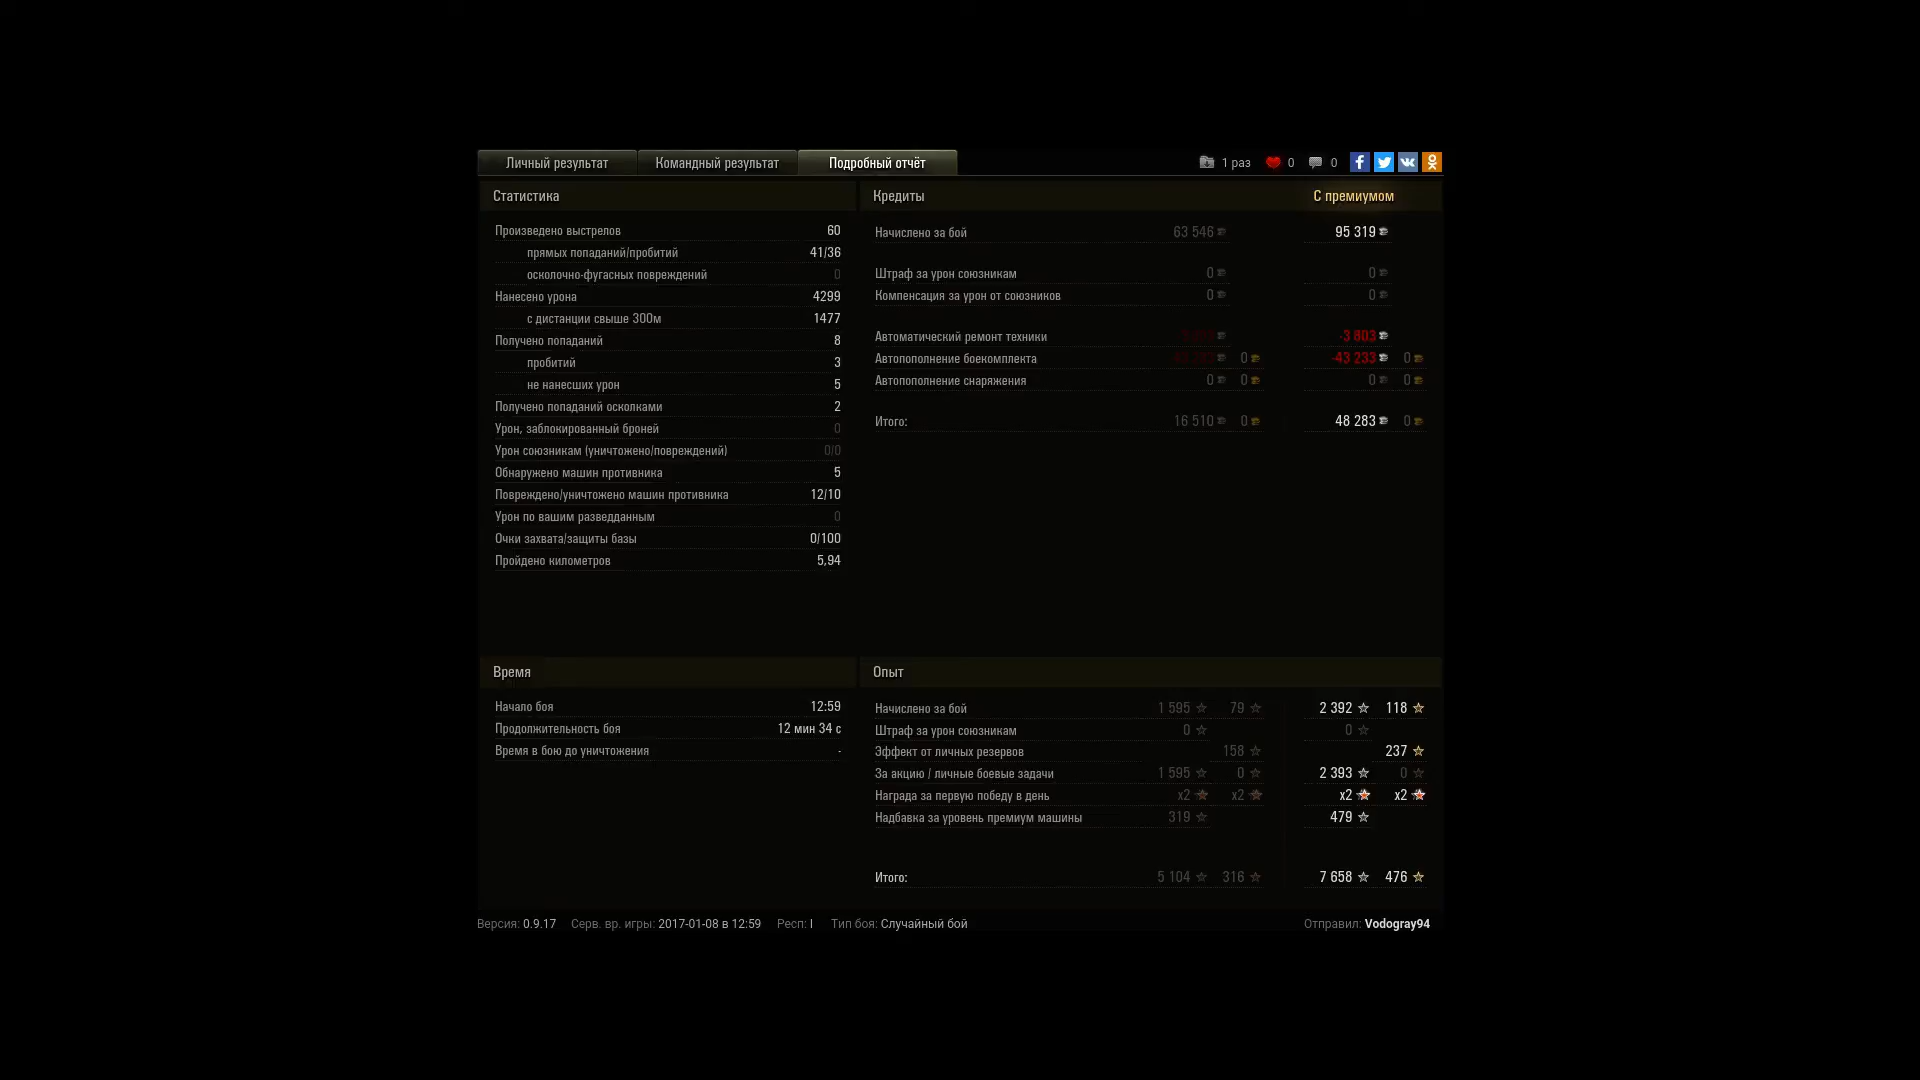 Личный результат Командный результат Подробный отчёт 1 раз 0 0
Статистика
Произведено выстрелов 60
прямых попаданий/пробитий 41/36
осколочно-фугасных повреждений 0
Нанесено урона 4299
с дистанции свыше 300м 1477
Получено попаданий 8
пробитий 3
не нанесших урон 5
Получено попаданий осколками 2
Урон, заблокированный броней 0
Урон союзникам (уничтожено/повреждений) 0/0
Обнаружено машин противника 5
Повреждено/уничтожено машин противника 12/10
Урон по вашим разведданным 0
Очки захвата/защиты базы 0/100
Пройдено километров 5,94
Кредиты С премиумом
Начислено за бой 63 546 95 319
Штраф за урон союзникам 0 0
Компенсация за урон от союзников 0 0
Автоматический ремонт техники -3 803
Автопополнение боекомплекта 0 -43 233 0
Автопополнение снаряжения 0 0 0 0
Итого: 16 510 0 48 283 0
Время
Начало боя 12:59
Продолжительность боя 12 мин 34 с
Время в бою до уничтожения -
Опыт
Начислено за бой 1 595 79 2 392 118
Штраф за урон союзникам 0 0
Эффект от личных резервов 158 237
За акцию / личные боевые задачи 1 595 0 2 393 0
Награда за первую победу в день x2 x2 x2 x2
Надбавка за уровень премиум машины 319 479
Итого: 5 104 316 7 658 476
Версия: 0.9.17 Серв. вр. игры: 2017-01-08 в 12:59 Респ: I Тип боя: Случайный бой Отправил: Vodogray94